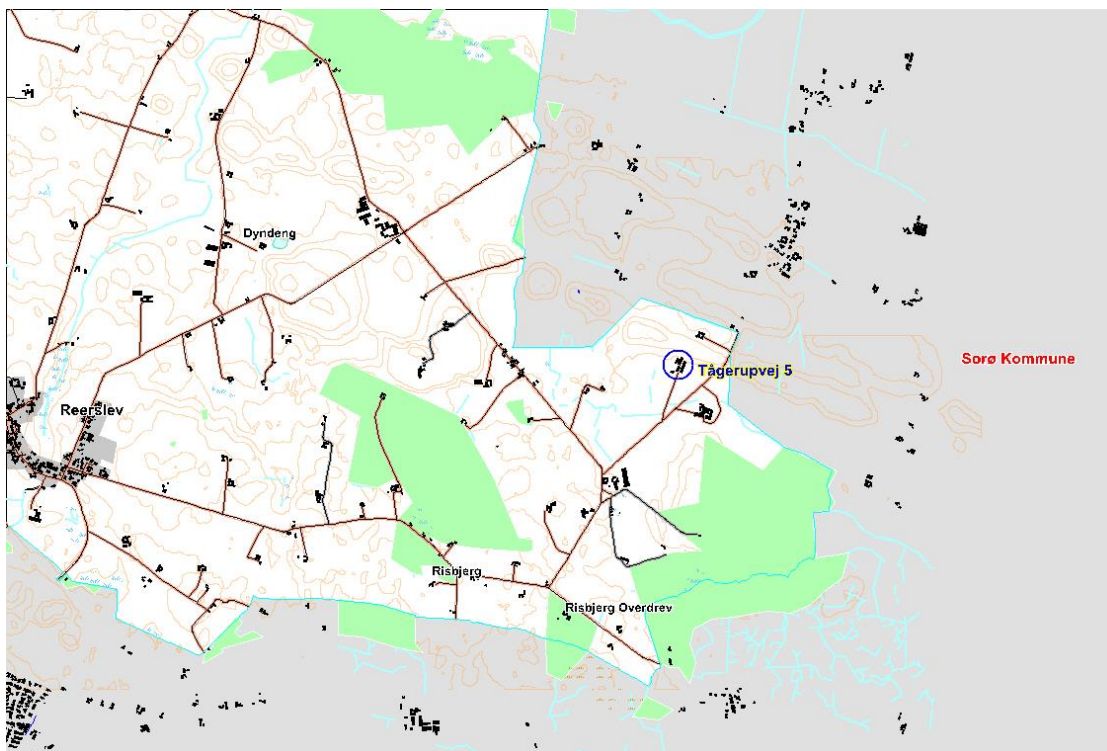 Dyndeng
Sorø Kommune
Tågerupvej 5
Reerslev
Risbjerg
Risbjerg Overdrev